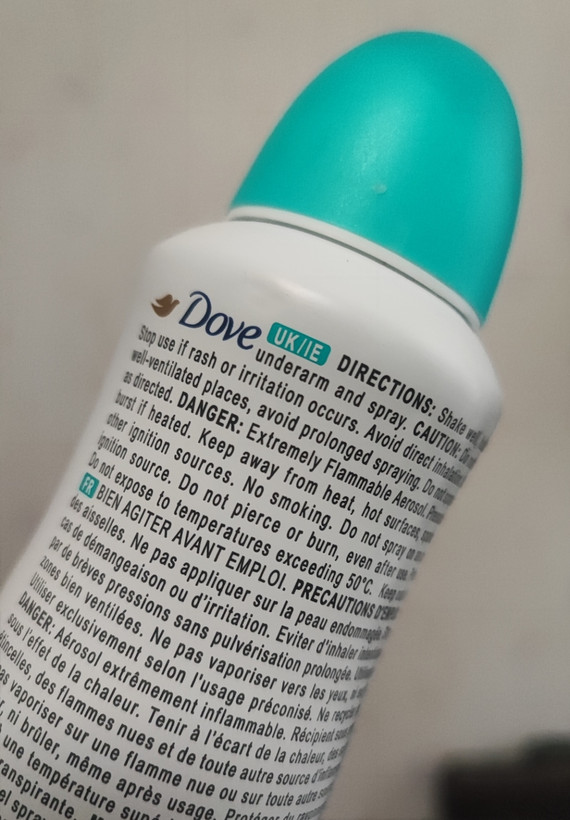 Dove UK/IE DIRECTIONS: Shake well,
underarm and spray. CAUTION:
Stop use if rash or irritation occurs. Avoid direct
well-ventilated places, avoid prolonged spraying. Do not
as directed. DANGER: Extremely Flammable Aerosol.
burst if heated. Keep away from heat, hot surfaces,
other ignition sources. No smoking. Do not spray on
ignition source. Do not pierce or burn, even after use.
Do not expose to temperatures exceeding 50°C. Keep
FR BIEN AGITER AVANT EMPLOI. PRECAUTIONS
des aisselles. Ne pas appliquer sur la peau endommagée.
cas de démangeaison ou d'irritation. Eviter d'inhaler
par de brèves pressions sans pulvérisation prolongée.
zones bien ventilées. Ne pas vaporiser vers les yeux,
Utiliser exclusivement selon l'usage préconisé. Ne
DANGER: Aérosol extrêmement inflammable. Récipient sous
sous l'effet de la chaleur. Tenir à l'écart de la chaleur, des
étincelles, des flammes nues et de toute autre source
vaporiser sur une flamme nue ou sur toute autre
ni brûler, même après usage. Protéger du
une température